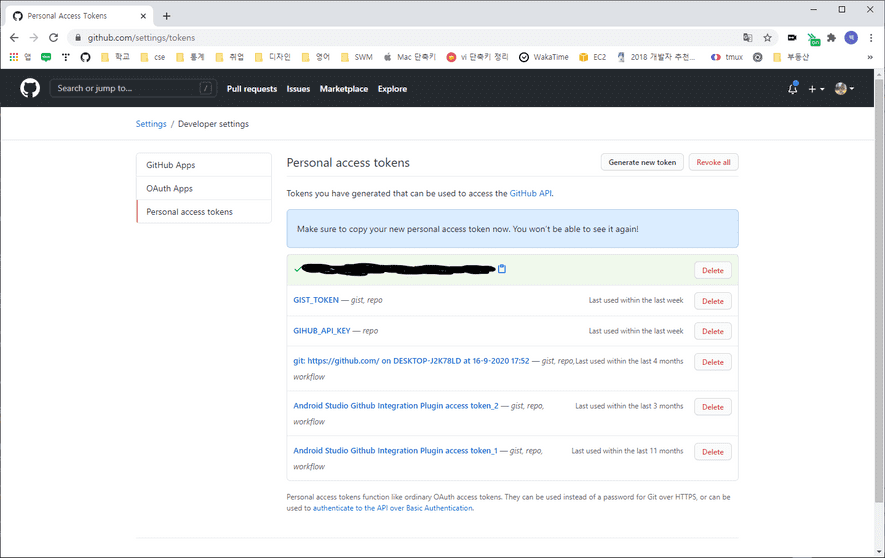 Personal Access Tokens
github.com/settings/tokens
앱 학교 cse 통계 취업 디자인 영어 SWM Mac 단축키 vi 단축키 정리 WakaTime EC2 2018 개발자 추천... tmux 부동산 »
Search or jump to... / Pull requests Issues Marketplace Explore
Settings / Developer settings
GitHub Apps
OAuth Apps
Personal access tokens
Personal access tokens Generate new token Revoke all
Tokens you have generated that can be used to access the GitHub API.
Make sure to copy your new personal access token now. You won't be able to see it again!
Delete
GIST_TOKEN — gist, repo Last used within the last week Delete
GIHUB_API_KEY — repo Last used within the last week Delete
git: https://github.com/ on DESKTOP-J2K78LD at 16-9-2020 17:52 — gist, repo, Last used within the last 4 months Delete
workflow
Android Studio Github Integration Plugin access token_2 — gist, repo, Last used within the last 3 months Delete
workflow
Android Studio Github Integration Plugin access token_1 — gist, repo, Last used within the last 11 months Delete
workflow
Personal access tokens function like ordinary OAuth access tokens. They can be used instead of a password for Git over HTTPS, or can be
used to authenticate to the API over Basic Authentication.